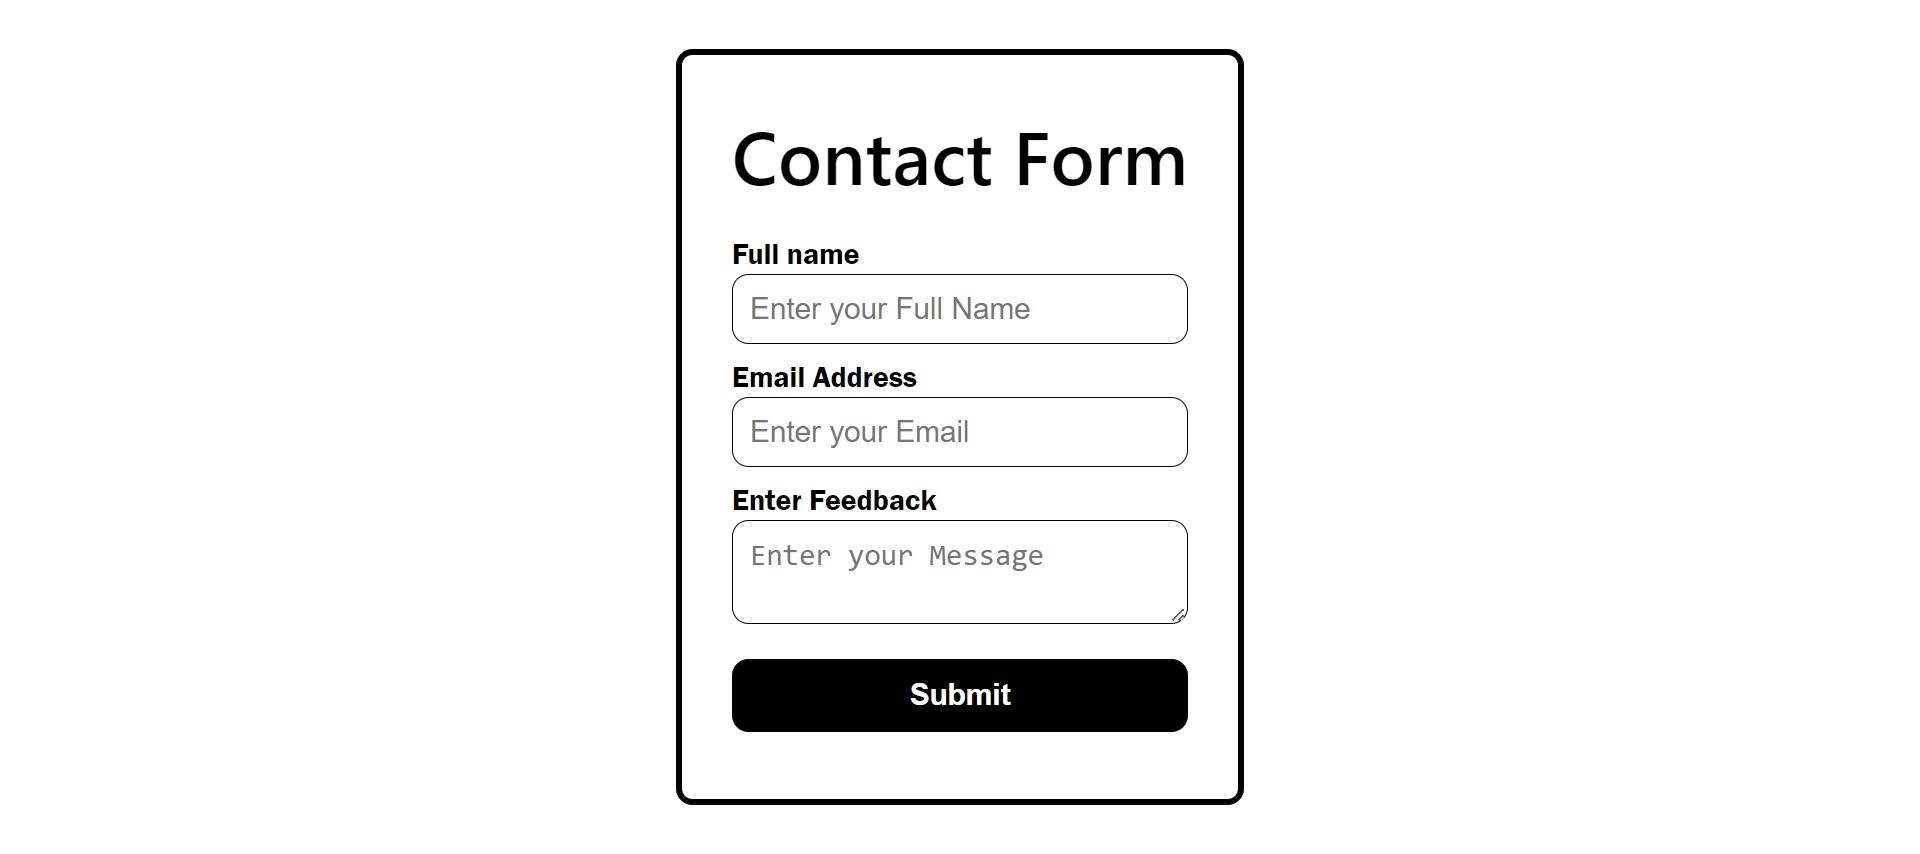 Contact Form
Full name
Enter your Full Name
Email Address
Enter your Email
Enter Feedback
Enter your Message
Submit